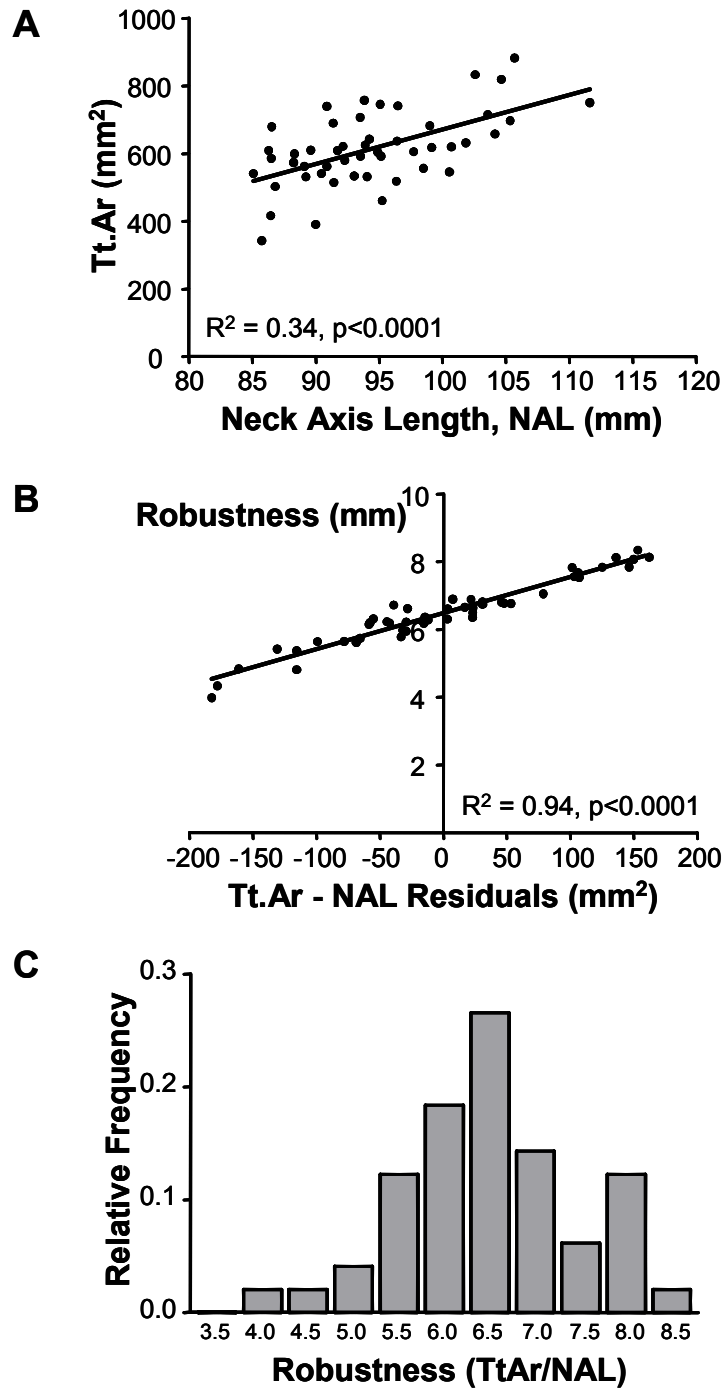 A
1000
800
600
400
200
0
Tt.Ar (mm²)
R² = 0.34, p<0.0001
80 85 90 95 100 105 110 115 120
Neck Axis Length, NAL (mm)
B
Robustness (mm)
10
8
6
4
2
R² = 0.94, p<0.0001
-200 -150 -100 -50 0 50 100 150 200
Tt.Ar - NAL Residuals (mm²)
C
0.3
0.2
0.1
0.0
Relative Frequency
3.5 4.0 4.5 5.0 5.5 6.0 6.5 7.0 7.5 8.0 8.5
Robustness (TtAr/NAL)